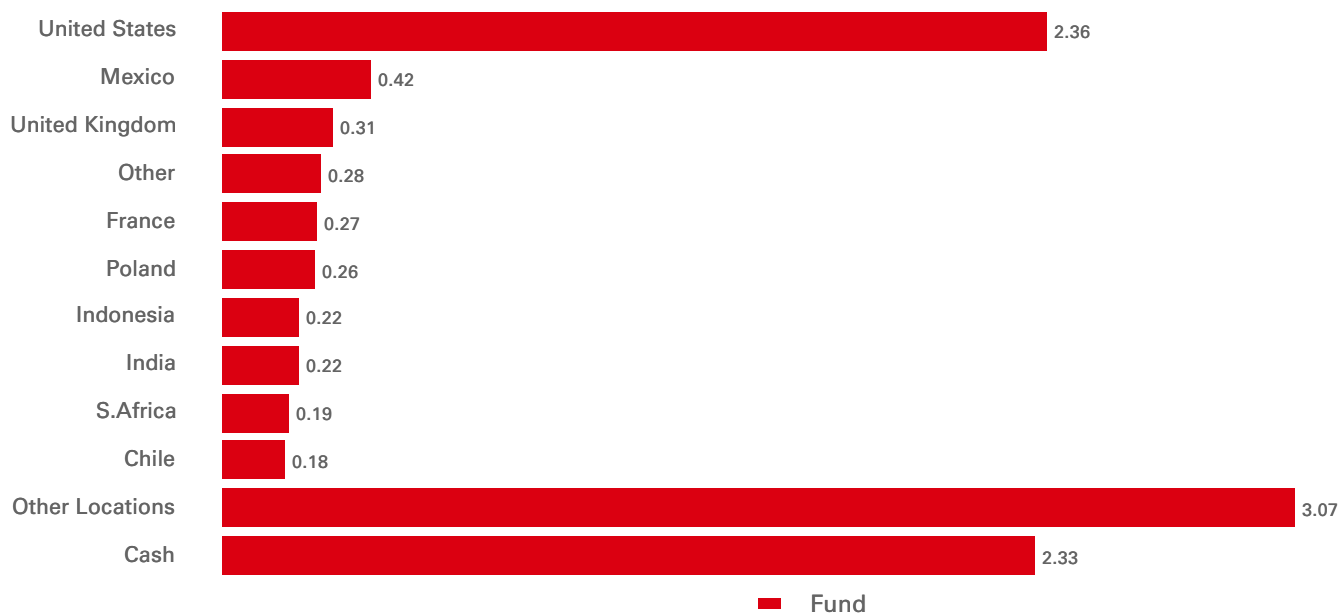 United States 2.36
Mexico 0.42
United Kingdom 0.31
Other 0.28
France 0.27
Poland 0.26
Indonesia 0.22
India 0.22
S.Africa 0.19
Chile 0.18
Other Locations 3.07
Cash 2.33
Fund